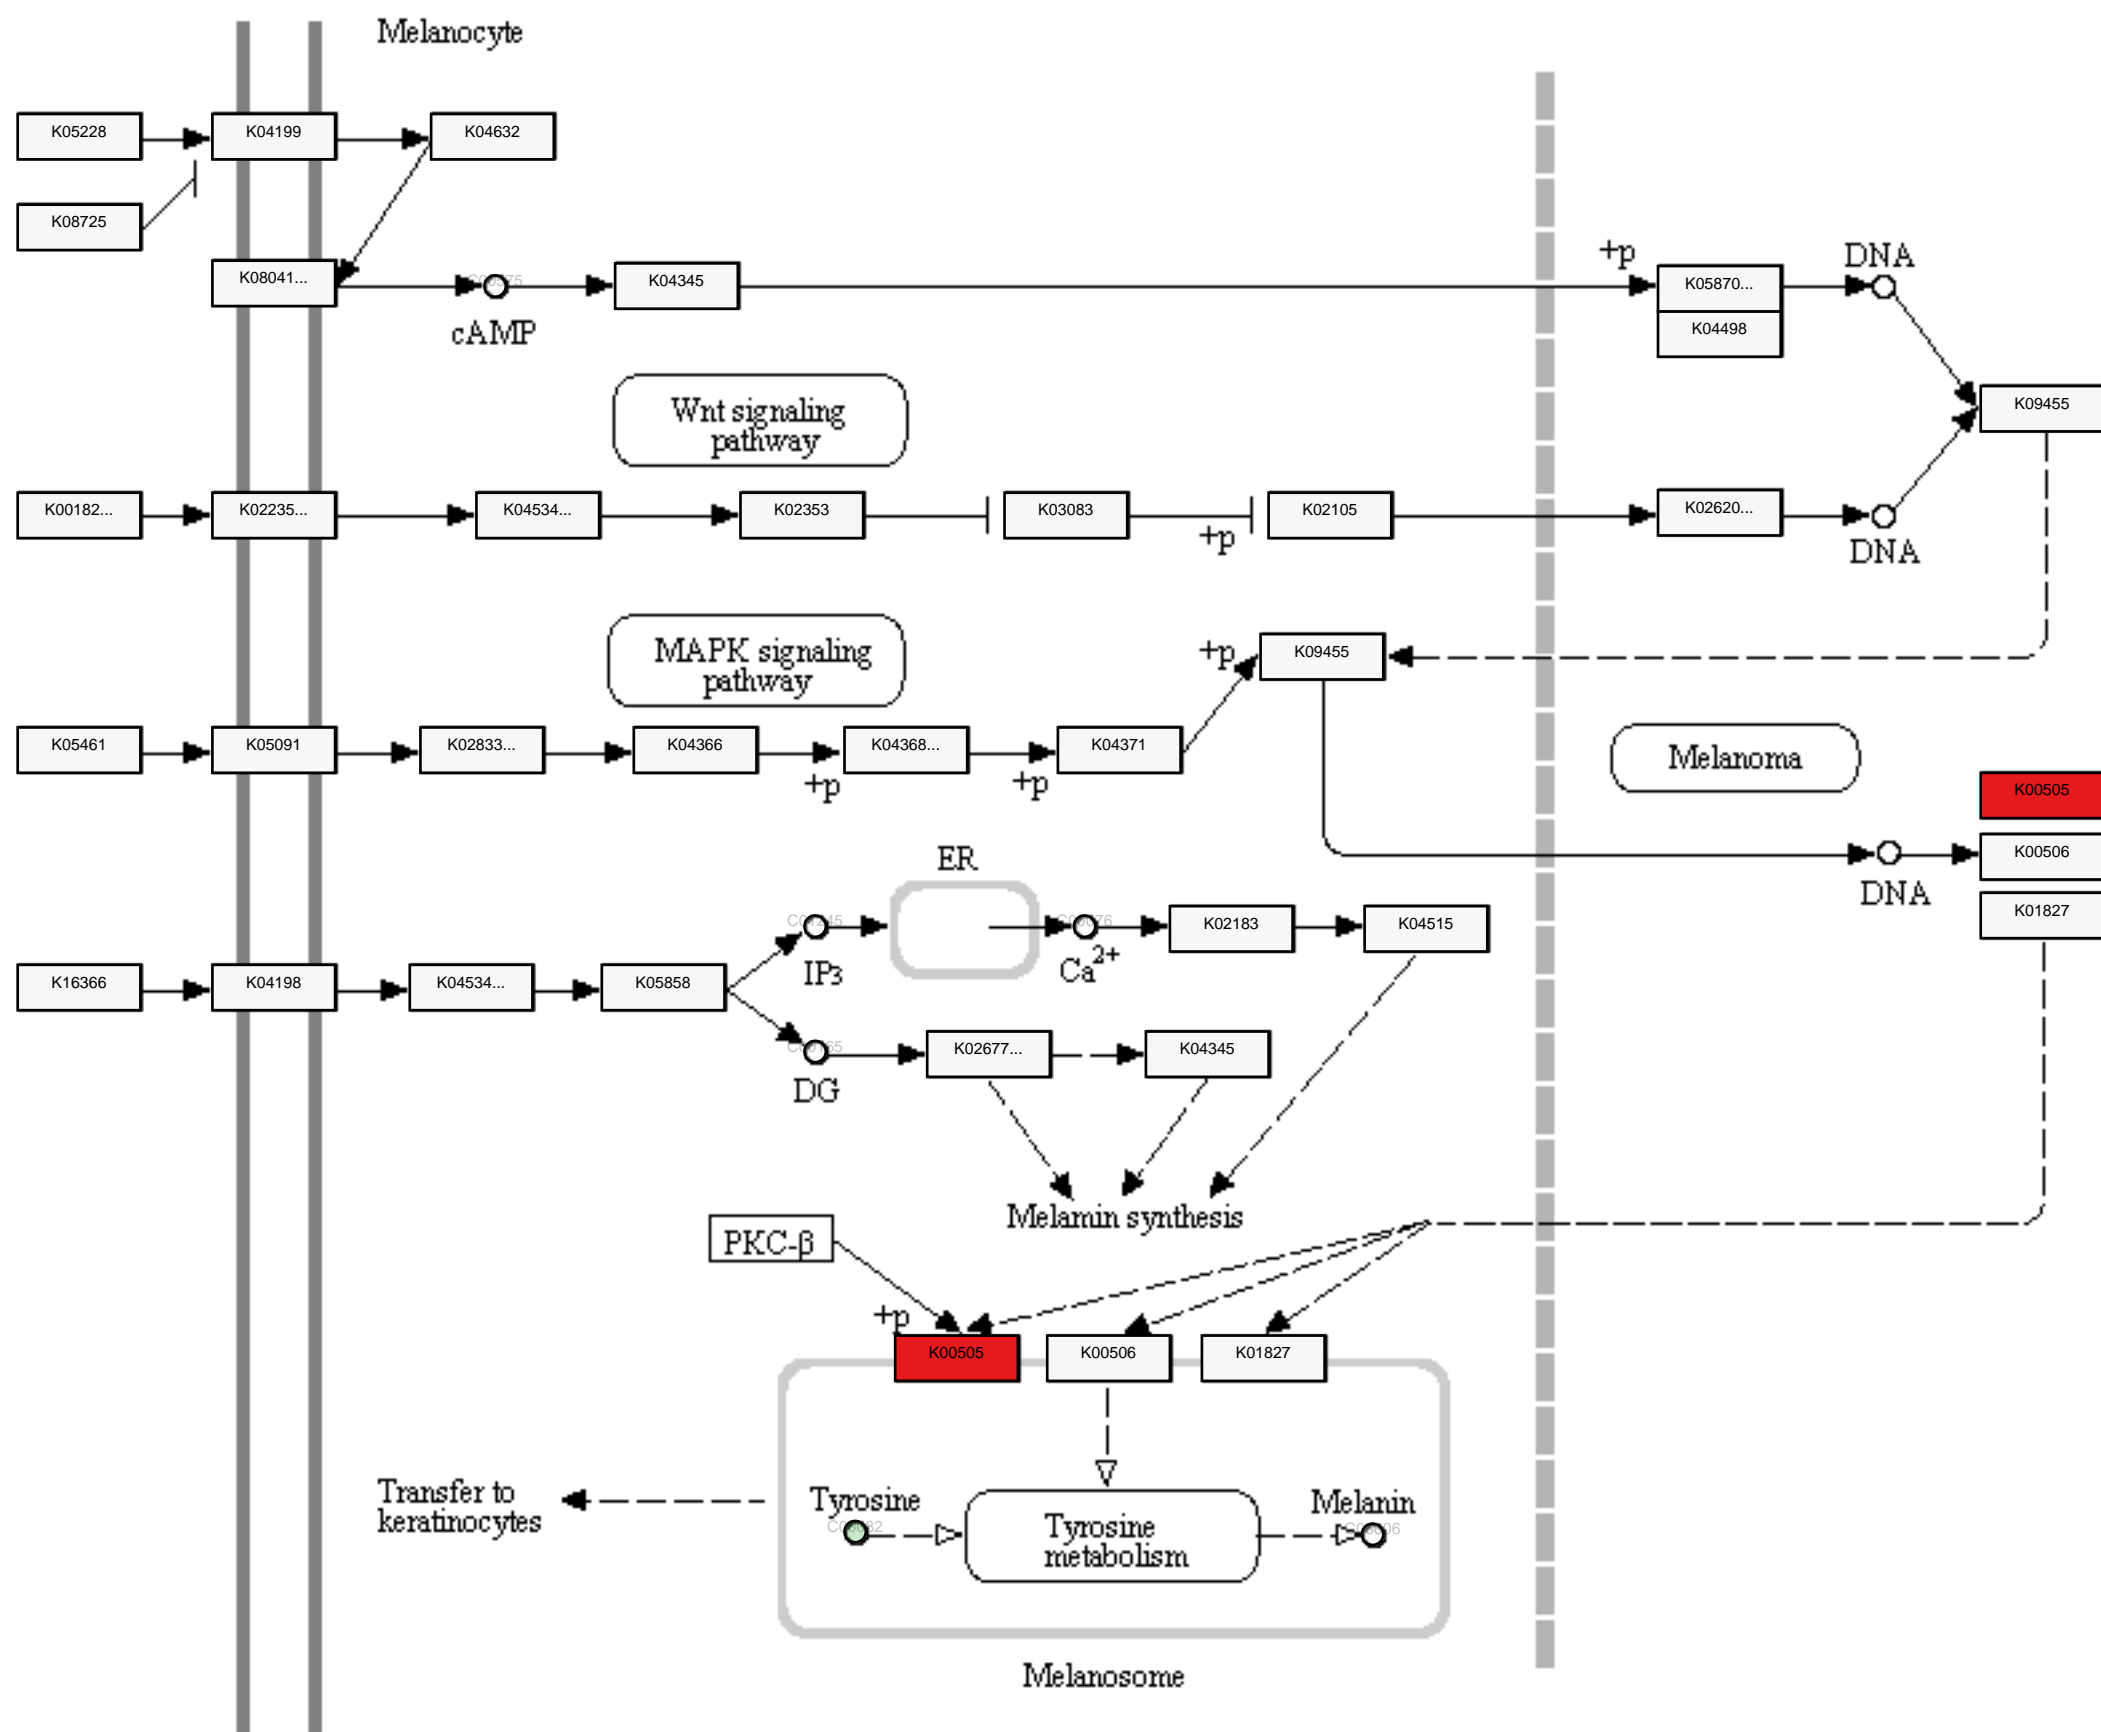 Melanocyte
K05228
K04199
K04632
K08725
K08041...
cAMP
K04345
+p
K05870...
K04498
DNA
K09455
Wnt signaling
pathway
K00182...
K02235...
K04534...
K02353
K03083
+p
K02105
K02620...
DNA
MAPK signaling
pathway
+p
K09455
K05461
K05091
K02833...
K04366
+p
K04368...
+p
K04371
Melanoma
K00505
K00506
K01827
DNA
ER
IP3
Ca2+
K02183
K04515
K16366
K04198
K04534...
K05858
DG
K02677...
K04345
Melamin synthesis
PKC-β
+p
K00505
K00506
K01827
Transfer to
keratinocytes
Tyrosine
Tyrosine
metabolism
Melanin
Melanosome